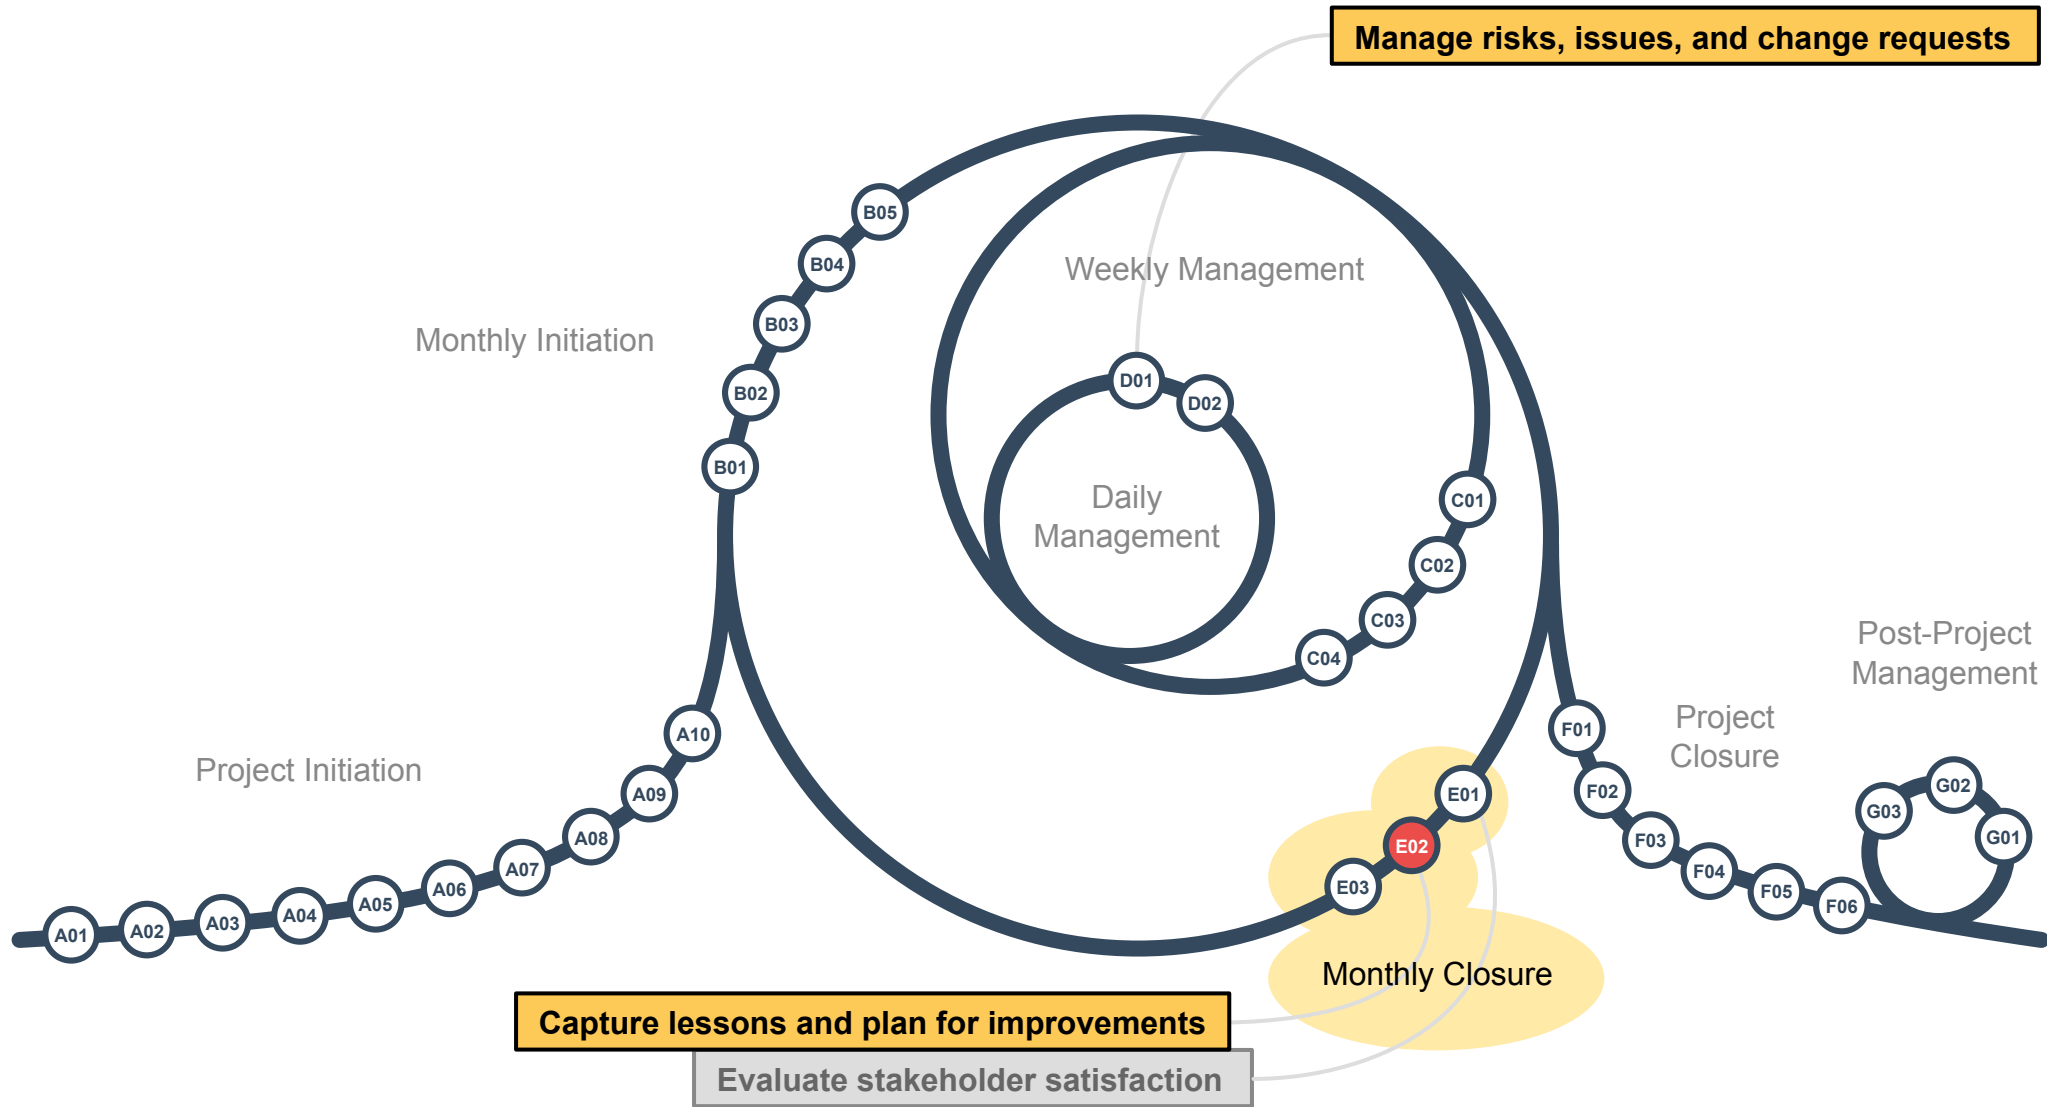 Manage risks, issues, and change requests
B05
B04
B03
B02
B01
Monthly Initiation
Weekly Management
D01
D02
Daily
Management
C01
C02
C03
C04
Project Initiation
A01
A02
A03
A04
A05
A06
A07
A08
A09
A10
E01
E02
E03
Monthly Closure
Project
Closure
F01
F02
F03
F04
F05
F06
Post-Project
Management
G03
G02
G01
Capture lessons and plan for improvements
Evaluate stakeholder satisfaction